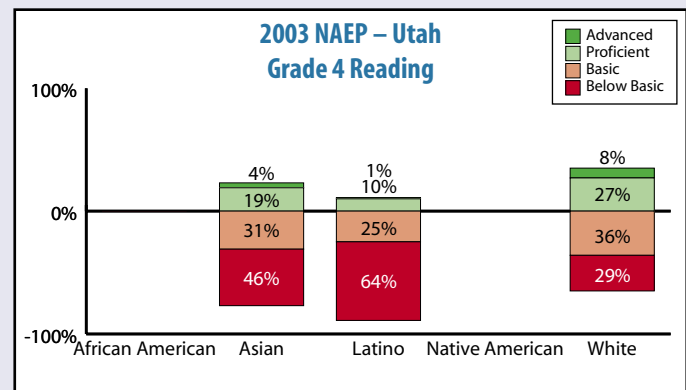 2003 NAEP – Utah
Grade 4 Reading
Advanced
Proficient
Basic
Below Basic
100%
0%
-100%
4%
19%
31%
46%
1%
10%
25%
64%
8%
27%
36%
29%
African American
Asian
Latino
Native American
White